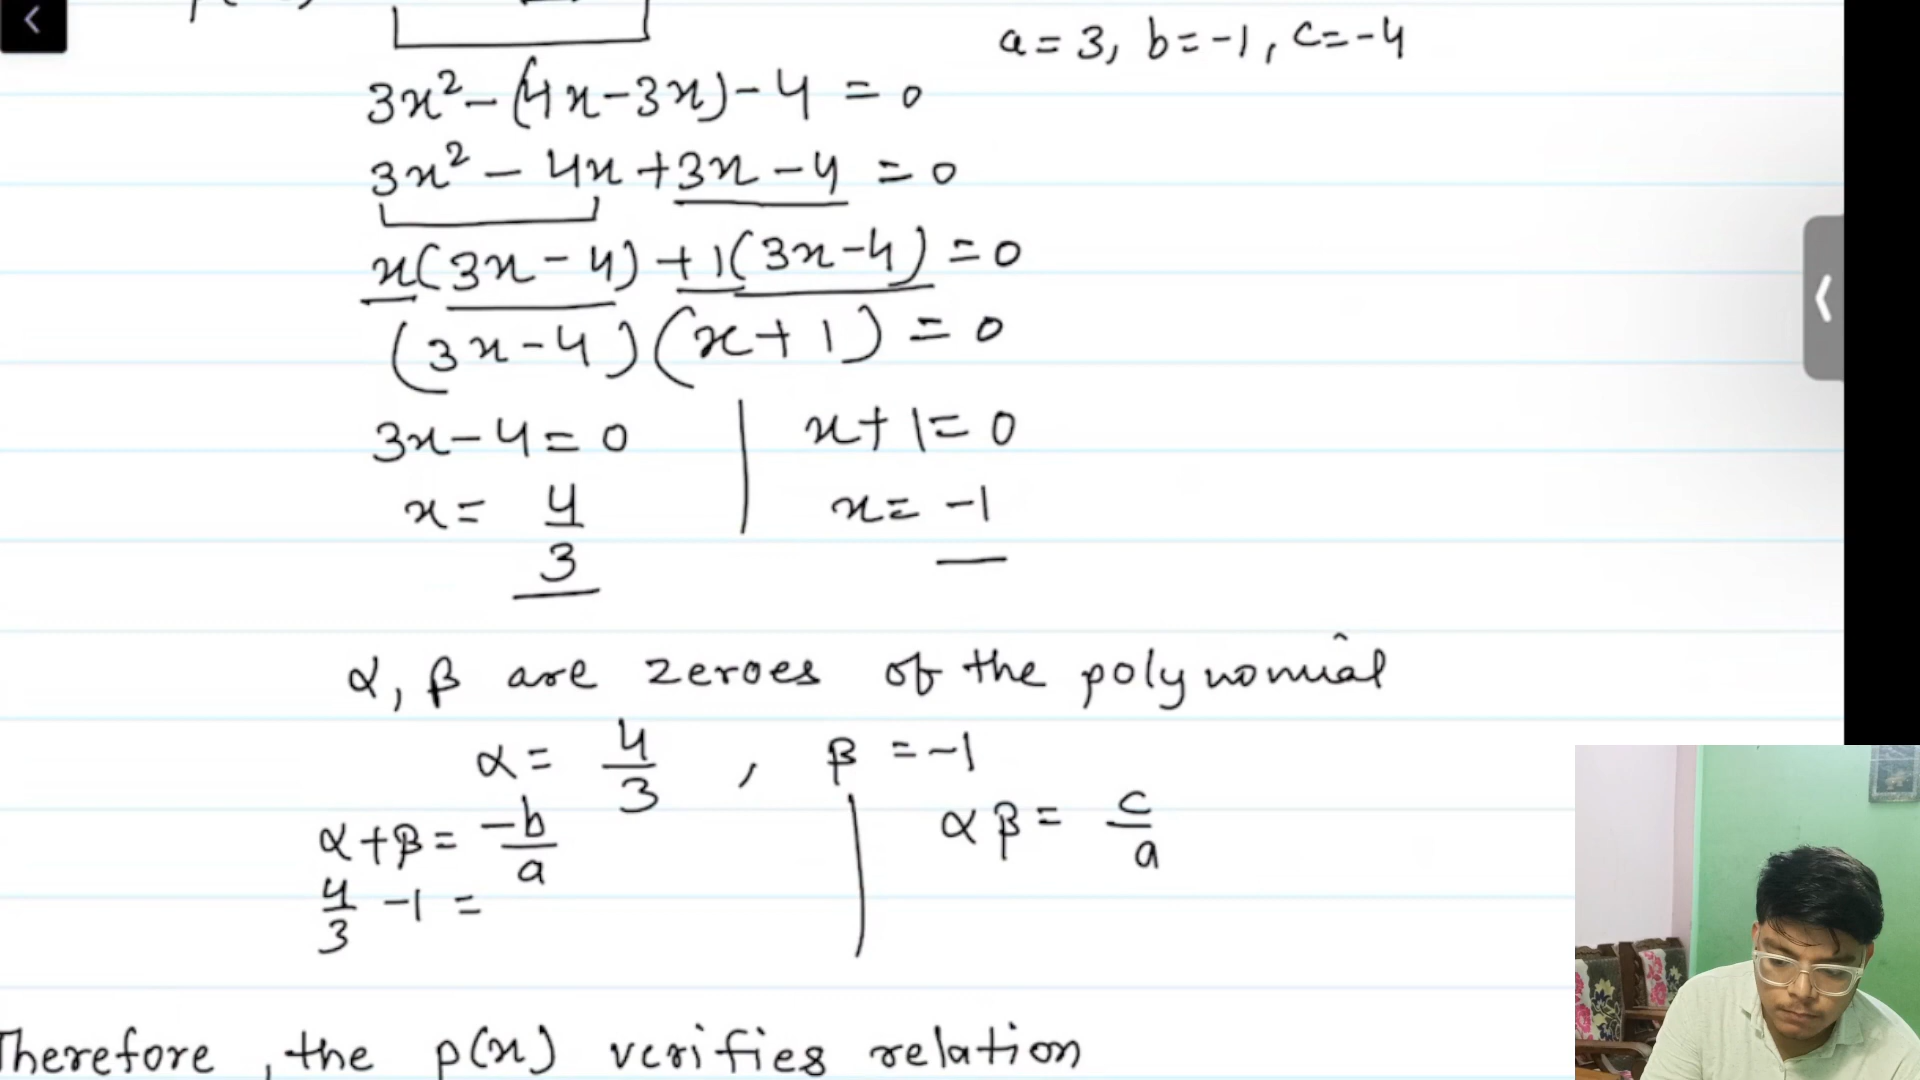 a = 3, b = -1, c = -4
3x² - (4x - 3x) - 4 = 0
3x² - 4x + 3x - 4 = 0
x(3x - 4) + 1(3x - 4) = 0
(3x - 4)(x + 1) = 0
3x - 4 = 0 | x + 1 = 0
x = 4/3 | x = -1
α, β are zeroes of the polynomial
α = 4/3 , β = -1
α + β = -b/a | αβ = c/a
4/3 - 1 =
Therefore , the p(x) verifies relation